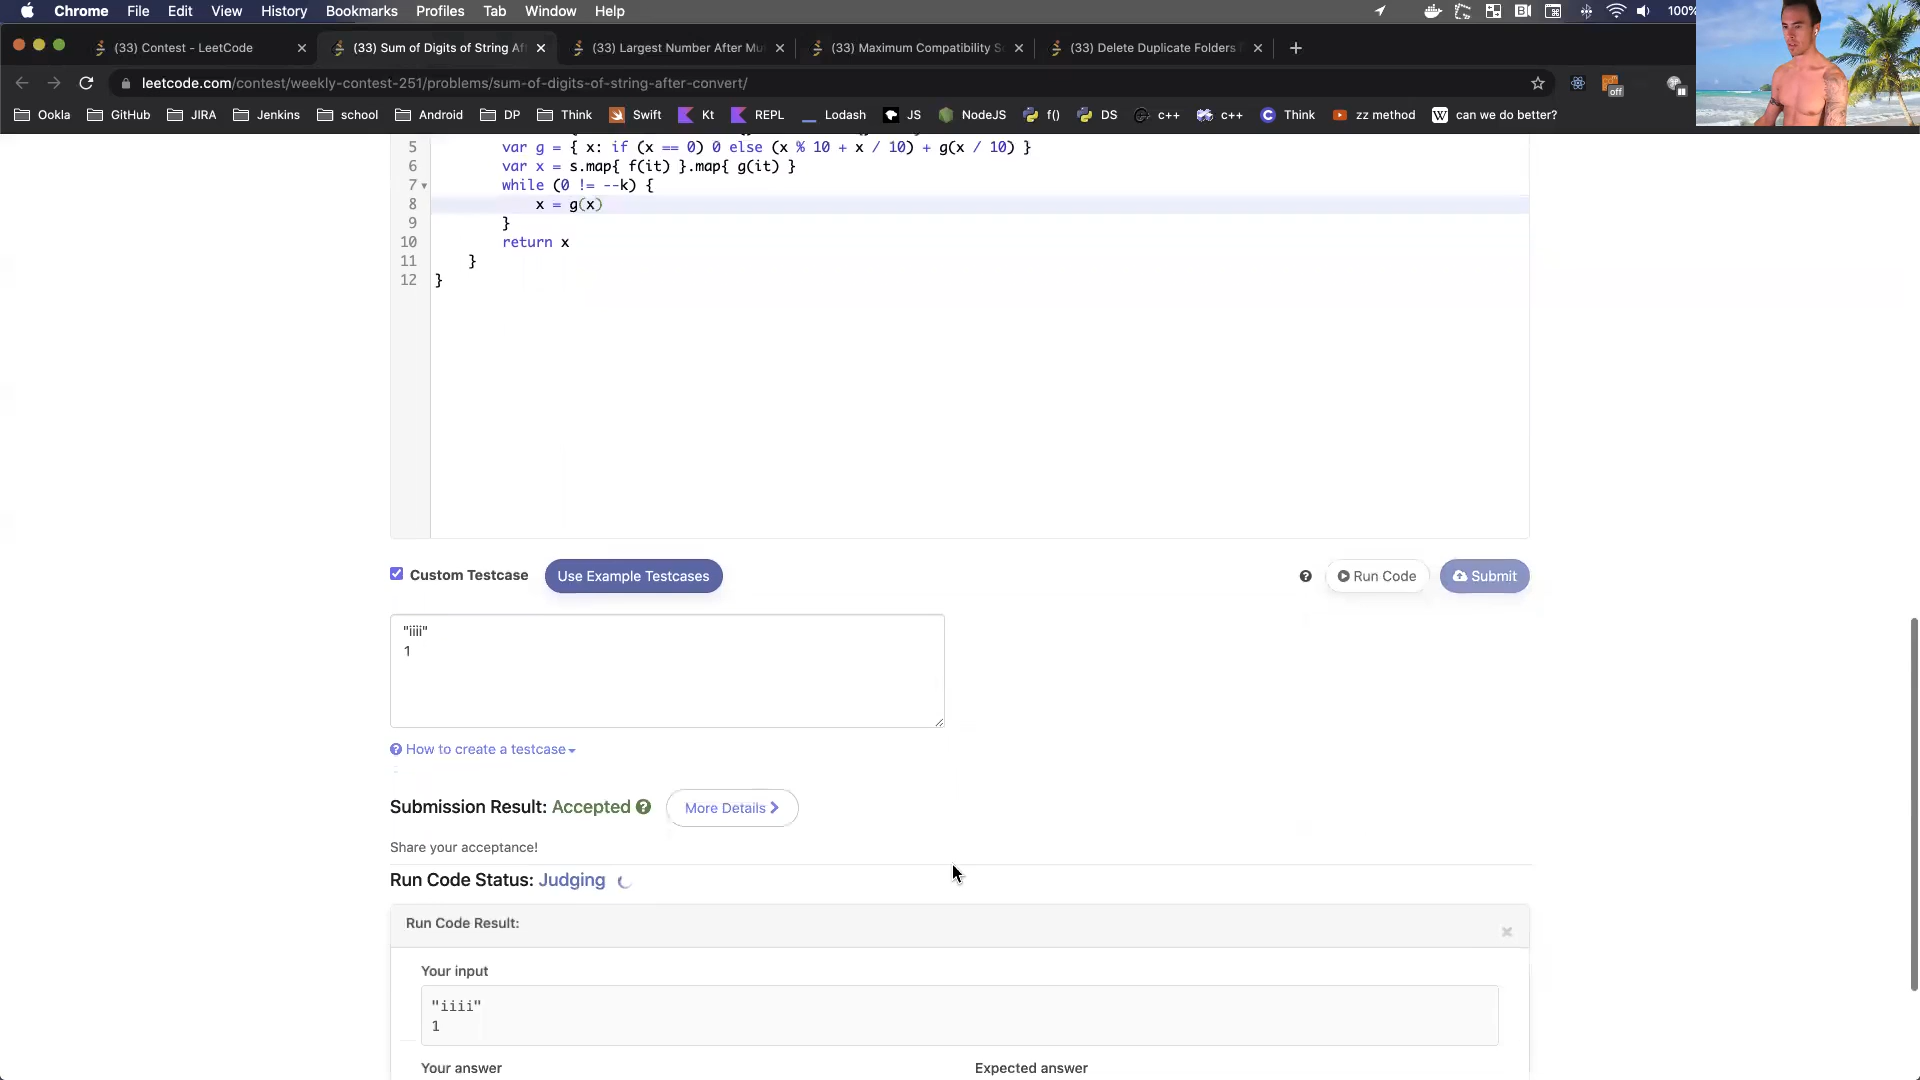 Chrome File Edit View History Bookmarks Profiles Tab Window Help 100%
(33) Contest - LeetCode (33) Sum of Digits of String Af (33) Largest Number After Mu (33) Maximum Compatibility S (33) Delete Duplicate Folders
leetcode.com/contest/weekly-contest-251/problems/sum-of-digits-of-string-after-convert/ off
Ookla GitHub JIRA Jenkins school Android DP Think Swift Kt REPL Lodash JS NodeJS f() DS c++ c++ Think zz method can we do better?
5 var g = { x: if (x == 0) 0 else (x % 10 + x / 10) + g(x / 10) }
6 var x = s.map{ f(it) }.map{ g(it) }
7 while (0 != --k) {
8 x = g(x)
9 }
10 return x
11 }
12 }
Custom Testcase Use Example Testcases Run Code Submit
"iiii"
1
How to create a testcase
Submission Result: Accepted More Details
Share your acceptance!
Run Code Status: Judging
Run Code Result:
Your input
"iiii"
1
Your answer Expected answer